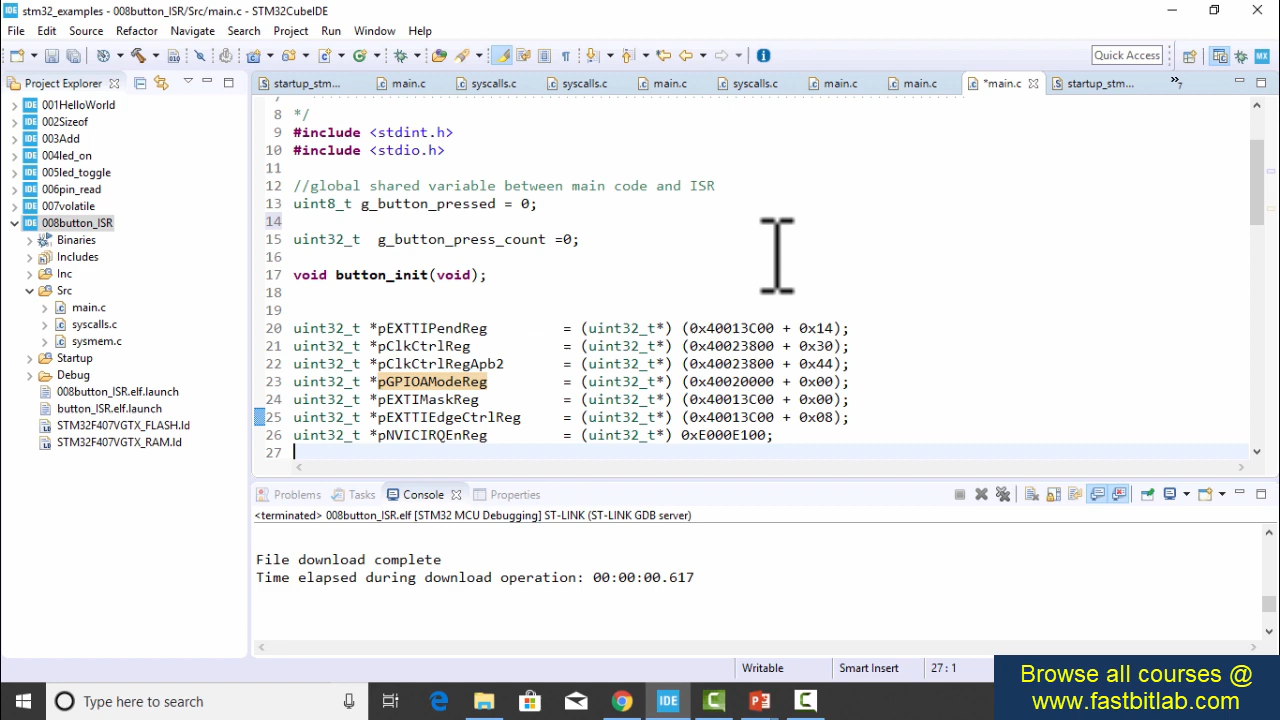 stm32_examples - 008button_ISR/Src/main.c - STM32CubeIDE
File Edit Source Refactor Navigate Search Project Run Window Help
Quick Access
Project Explorer
startup_stm... main.c syscalls.c syscalls.c main.c syscalls.c main.c main.c *main.c startup_stm... »7
001HelloWorld
002Sizeof
003Add
004led_on
005led_toggle
006pin_read
007volatile
008button_ISR
Binaries
Includes
Inc
Src
main.c
syscalls.c
sysmem.c
Startup
Debug
008button_ISR.elf.launch
button_ISR.elf.launch
STM32F407VGTX_FLASH.ld
STM32F407VGTX_RAM.ld
8 */
9 #include <stdint.h>
10 #include <stdio.h>
11
12 //global shared variable between main code and ISR
13 uint8_t g_button_pressed = 0;
14
15 uint32_t  g_button_press_count =0;
16
17 void button_init(void);
18
19
20 uint32_t *pEXTTIPendReg         = (uint32_t*) (0x40013C00 + 0x14);
21 uint32_t *pClkCtrlReg           = (uint32_t*) (0x40023800 + 0x30);
22 uint32_t *pClkCtrlRegApb2       = (uint32_t*) (0x40023800 + 0x44);
23 uint32_t *pGPIOAModeReg         = (uint32_t*) (0x40020000 + 0x00);
24 uint32_t *pEXTIMaskReg          = (uint32_t*) (0x40013C00 + 0x00);
25 uint32_t *pEXTTIEdgeCtrlReg     = (uint32_t*) (0x40013C00 + 0x08);
26 uint32_t *pNVICIRQEnReg         = (uint32_t*) 0xE000E100;
27
Problems Tasks Console Properties
<terminated> 008button_ISR.elf [STM32 MCU Debugging] ST-LINK (ST-LINK GDB server)
File download complete
Time elapsed during download operation: 00:00:00.617
Writable Smart Insert 27 : 1
Browse all courses @
www.fastbitlab.com
Type here to search